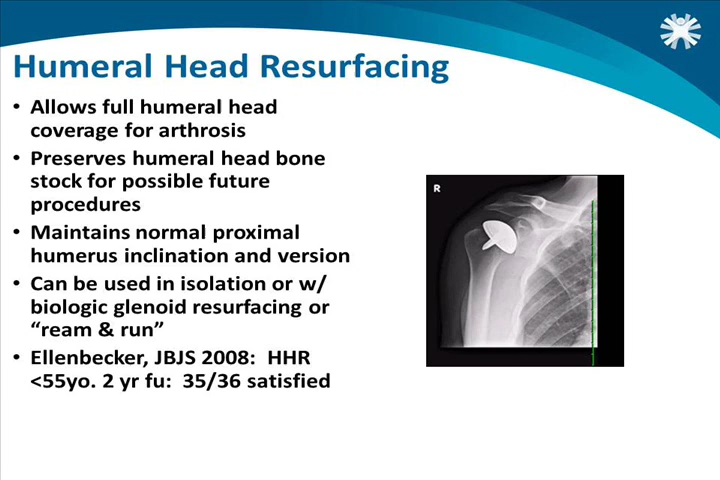 Humeral Head Resurfacing
• Allows full humeral head
coverage for arthrosis
• Preserves humeral head bone
stock for possible future
procedures
• Maintains normal proximal
humerus inclination and version
• Can be used in isolation or w/
biologic glenoid resurfacing or
“ream & run”
• Ellenbecker, JBJS 2008:  HHR
<55yo. 2 yr fu:  35/36 satisfied
R